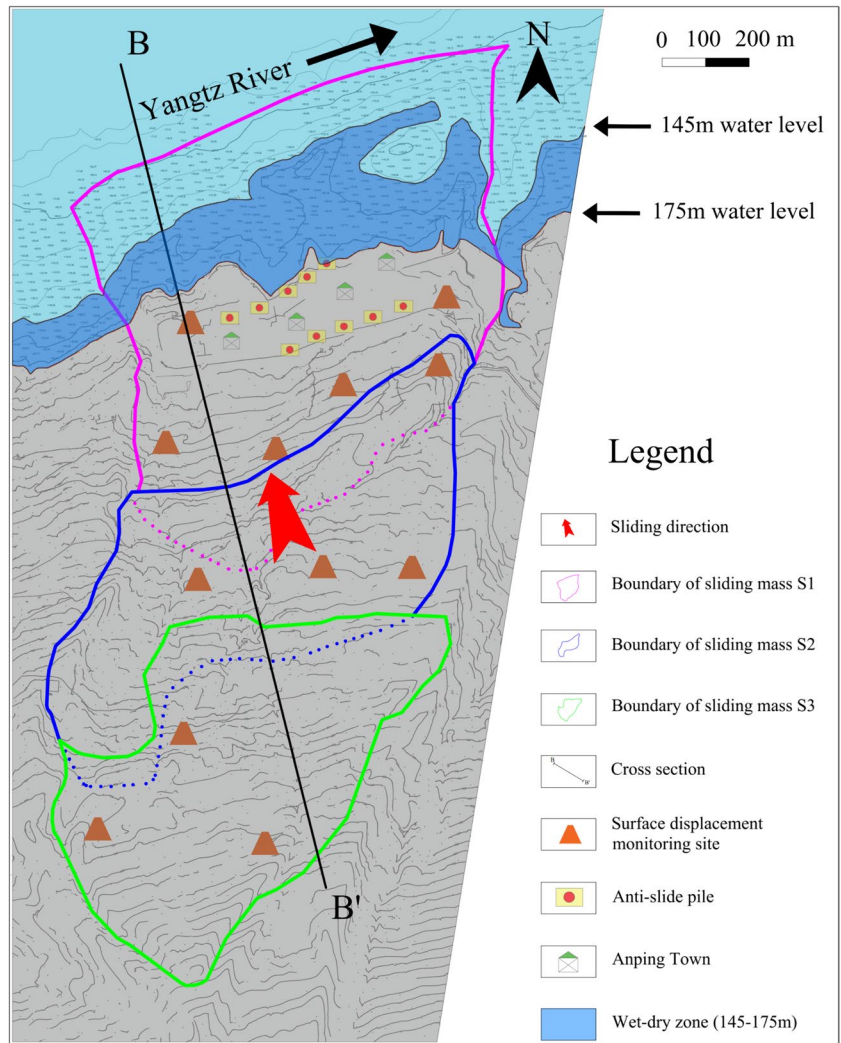 B
Yangtz River
N
0 100 200 m
145m water level
175m water level
B'
Legend
Sliding direction
Boundary of sliding mass S1
Boundary of sliding mass S2
Boundary of sliding mass S3
B B'
Cross section
Surface displacement
monitoring site
Anti-slide pile
Anping Town
Wet-dry zone (145-175m)